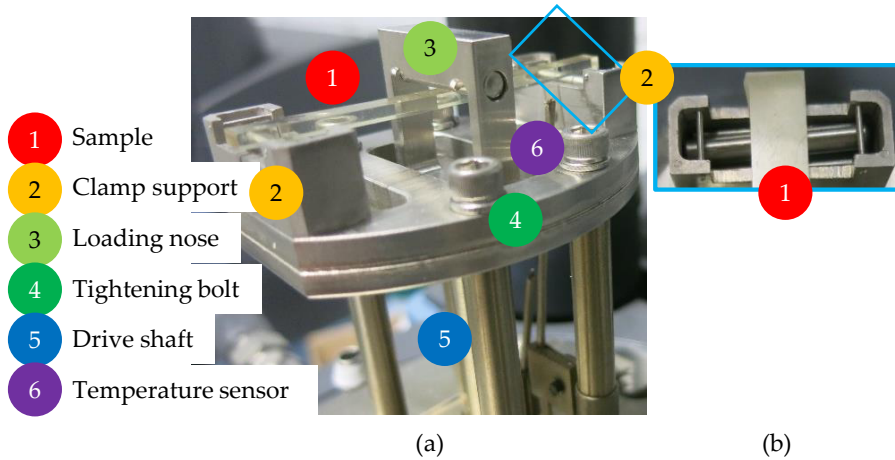 3
1
2
1 Sample
6
2 Clamp support
2
1
3 Loading nose
4
4 Tightening bolt
5 Drive shaft
5
6 Temperature sensor
(a)
(b)